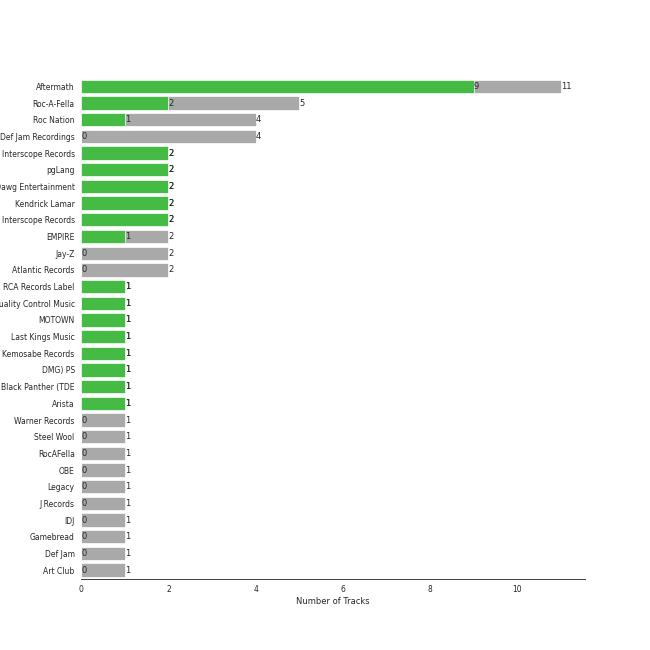 Aftermath 9 11
Roc-A-Fella 2 5
Roc Nation 1 4
Def Jam Recordings 0 4
Interscope Records 2
pgLang 2
Dawg Entertainment 2
Kendrick Lamar 2
Interscope Records 2
EMPIRE 1 2
Jay-Z 0 2
Atlantic Records 0 2
RCA Records Label 1
uality Control Music 1
MOTOWN 1
Last Kings Music 1
Kemosabe Records 1
DMG) PS 1
Black Panther (TDE 1
Arista 1
Warner Records 0 1
Steel Wool 0 1
RocAFella 0 1
OBE 0 1
Legacy 0 1
J Records 0 1
IDJ 0 1
Gamebread 0 1
Def Jam 0 1
Art Club 0 1
0 2 4 6 8 10
Number of Tracks